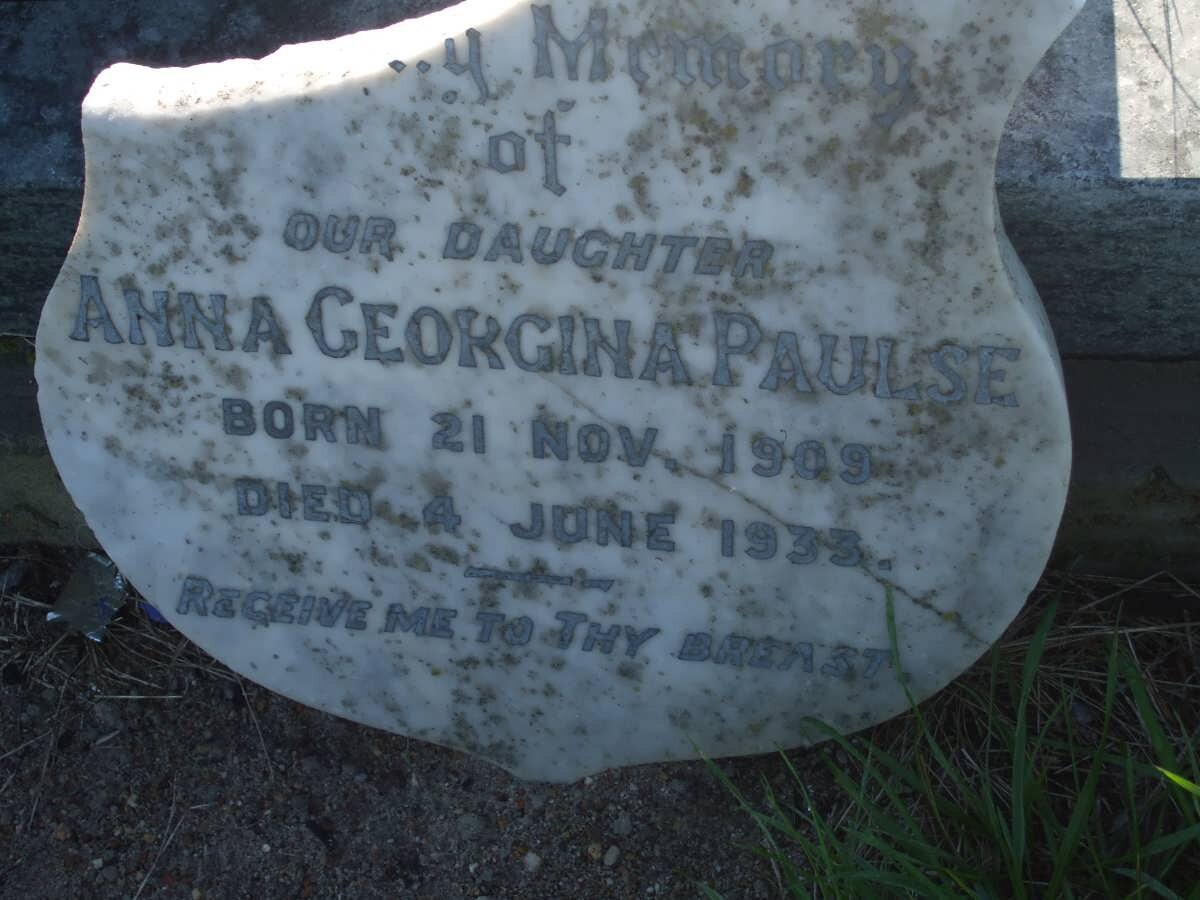 Memory
of
OUR DAUGHTER
ANNA GEORGINA PAULSE
BORN 21 NOV. 1909
DIED 4 JUNE 1933.
RECEIVE ME TO THY BREAST